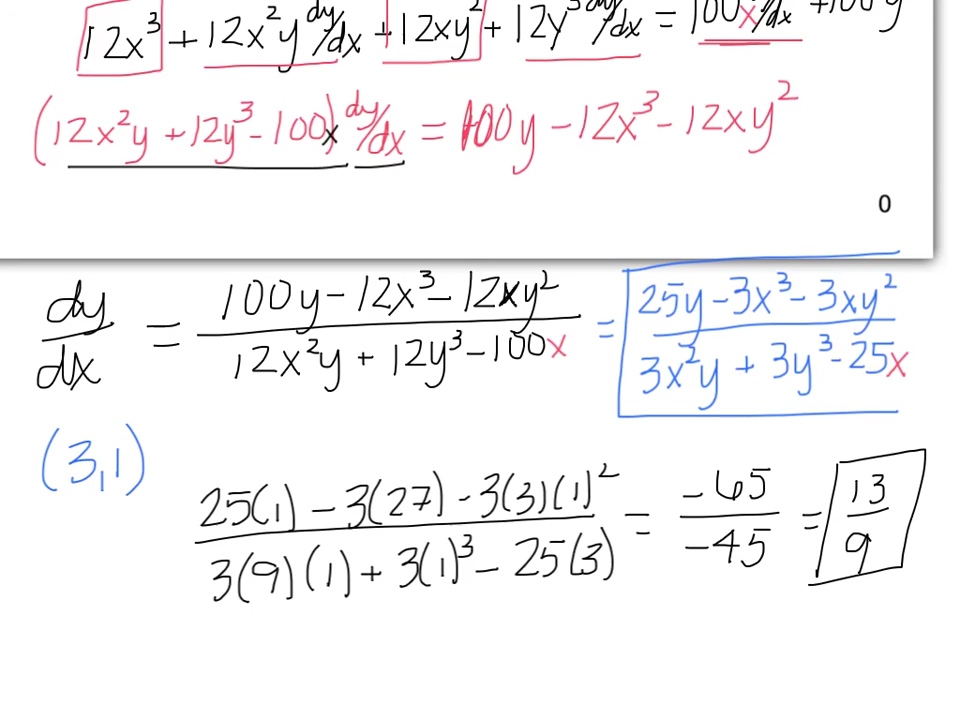 12x³ + 12x²y dy/dx + 12xy² + 12y³ dy/dx = 100x dy/dx + 100y
(12x²y + 12y³ - 100x) dy/dx = 100y - 12x³ - 12xy²
0
dy/dx = (100y - 12x³ - 12xy²)/(12x²y + 12y³ - 100x) = (25y - 3x³ - 3xy²)/(3x²y + 3y³ - 25x)
(3,1)
(25(1) - 3(27) - 3(3)(1)²)/(3(9)(1) + 3(1)³ - 25(3)) = -65/-45 = 13/9